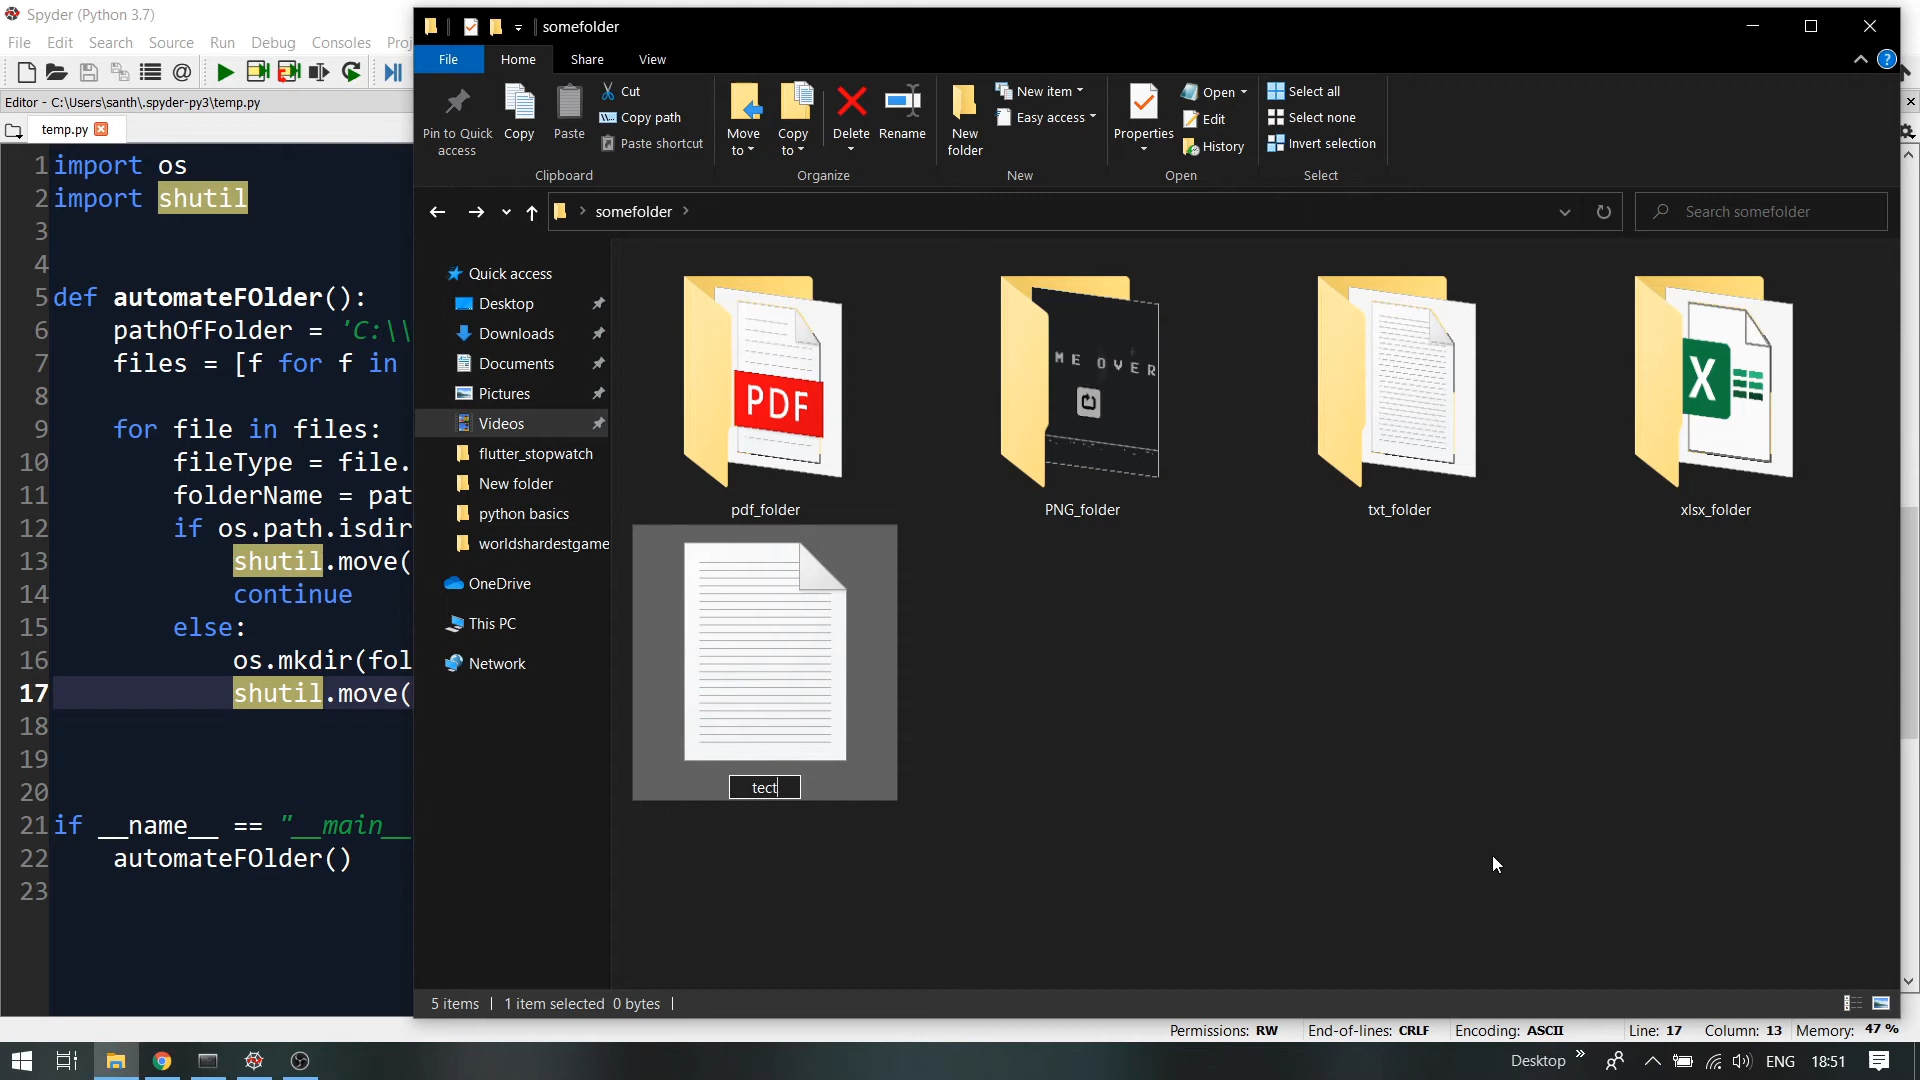 Spyder (Python 3.7)
File Edit Search Source Run Debug Consoles Proj
Editor - C:\Users\santh\.spyder-py3\temp.py
temp.py
1 import os
2 import shutil
3
4
5 def automateFOlder():
6 pathOfFolder = 'C:\\
7 files = [f for f in
8
9 for file in files:
10 fileType = file.
11 folderName = pat
12 if os.path.isdir
13 shutil.move(
14 continue
15 else:
16 os.mkdir(fol
17 shutil.move(
18
19
20
21 if __name__ == "__main__
22 automateFOlder()
23
somefolder
File Home Share View
Pin to Quick access
Copy
Paste
Cut
Copy path
Paste shortcut
Clipboard
Move to
Copy to
Delete
Rename
Organize
New folder
New item
Easy access
New
Properties
Open
Edit
History
Open
Select all
Select none
Invert selection
Select
somefolder
Search somefolder
Quick access
Desktop
Downloads
Documents
Pictures
Videos
flutter_stopwatch
New folder
python basics
worldshardestgame
OneDrive
This PC
Network
PDF
ME OVER
X
pdf_folder
PNG_folder
txt_folder
xlsx_folder
tect
5 items 1 item selected 0 bytes
Permissions: RW End-of-lines: CRLF Encoding: ASCII Line: 17 Column: 13 Memory: 47 %
Desktop » ENG 18:51